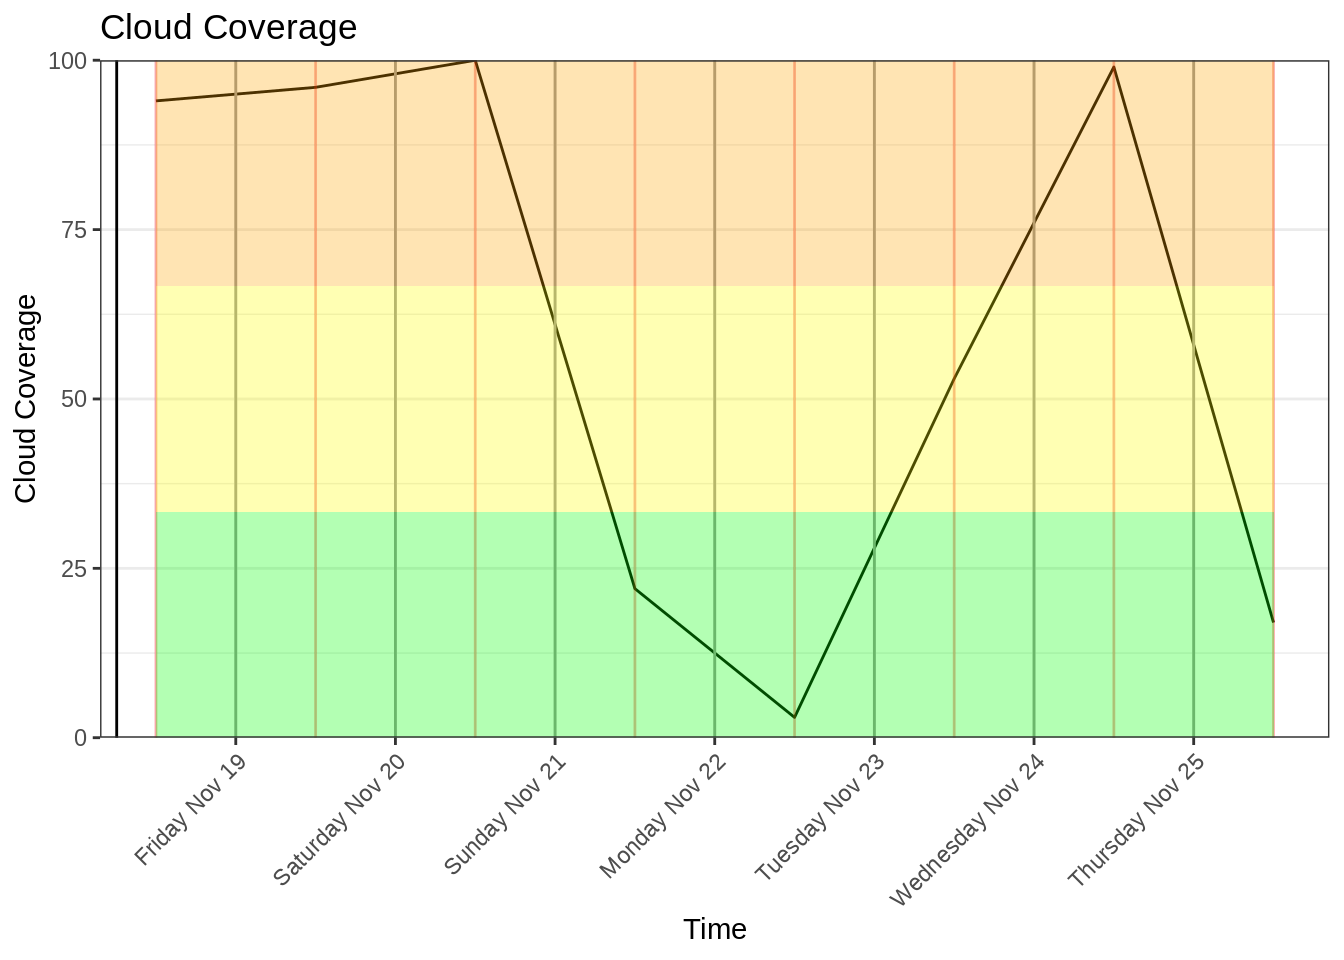 Cloud Coverage
100
75
50
25
0
Cloud Coverage
Friday Nov 19
Saturday Nov 20
Sunday Nov 21
Monday Nov 22
Tuesday Nov 23
Wednesday Nov 24
Thursday Nov 25
Time